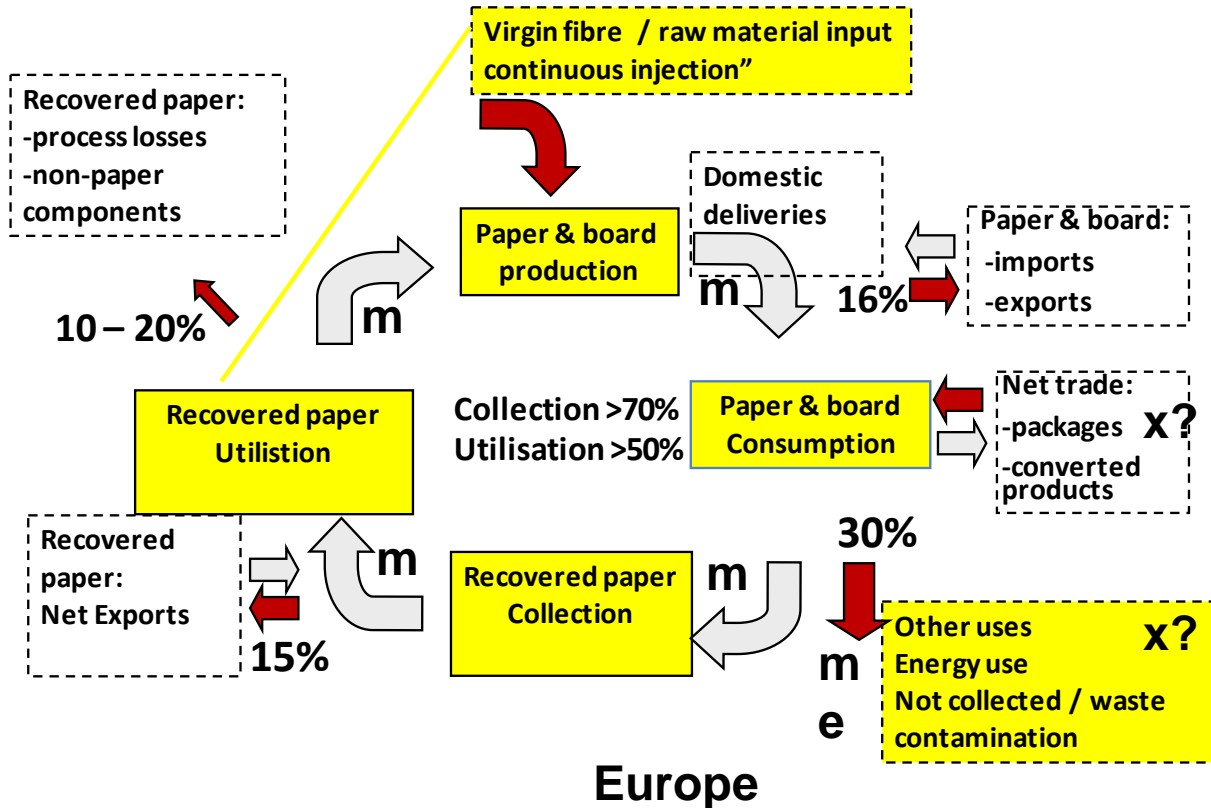 Virgin fibre / raw material input
continuous injection”
Recovered paper:
-process losses
-non-paper
components
Domestic
deliveries
Paper & board
production
Paper & board:
-imports
-exports
m
m
16%
10 – 20%
Recovered paper
Utilistion
Collection >70%
Utilisation >50%
Paper & board
Consumption
Net trade:
-packages
-converted
products
x?
Recovered
paper:
Net Exports
m
15%
Recovered paper
Collection
m
30%
m
e
Other uses
Energy use
Not collected / waste
contamination
x?
Europe